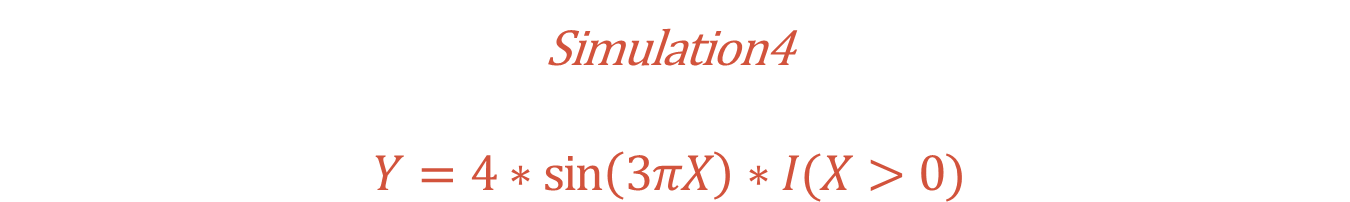 Simulation4
Y = 4 * sin(3πX) * I(X > 0)